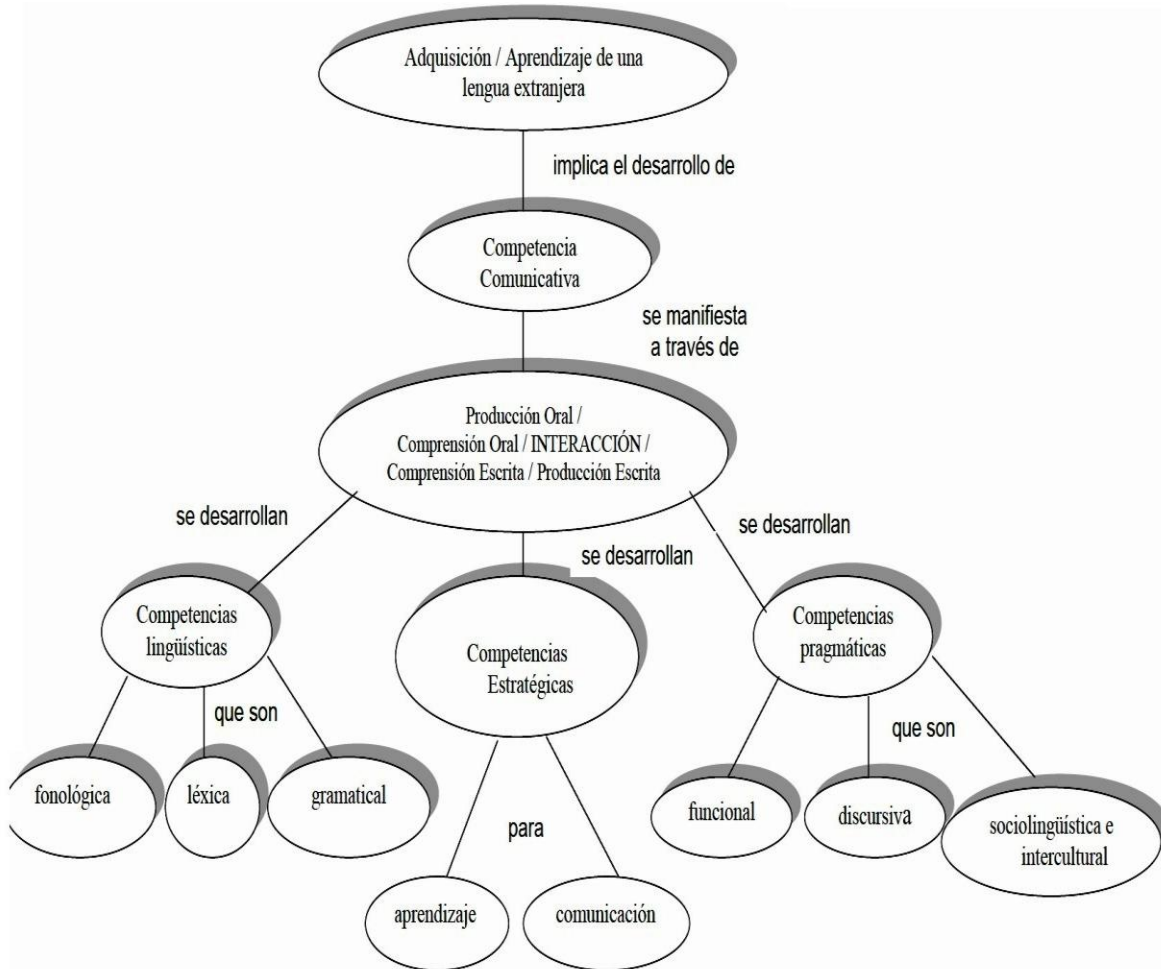 Adquisición / Aprendizaje de una
lengua extranjera
implica el desarrollo de
Competencia
Comunicativa
se manifiesta
a través de
Producción Oral /
Comprensión Oral / INTERACCIÓN /
Comprensión Escrita / Producción Escrita
se desarrollan
se desarrollan
se desarrollan
Competencias
lingüísticas
Competencias
Estratégicas
Competencias
pragmáticas
que son
que son
fonológica
léxica
gramatical
funcional
discursiva
sociolingüística e
intercultural
para
aprendizaje
comunicación